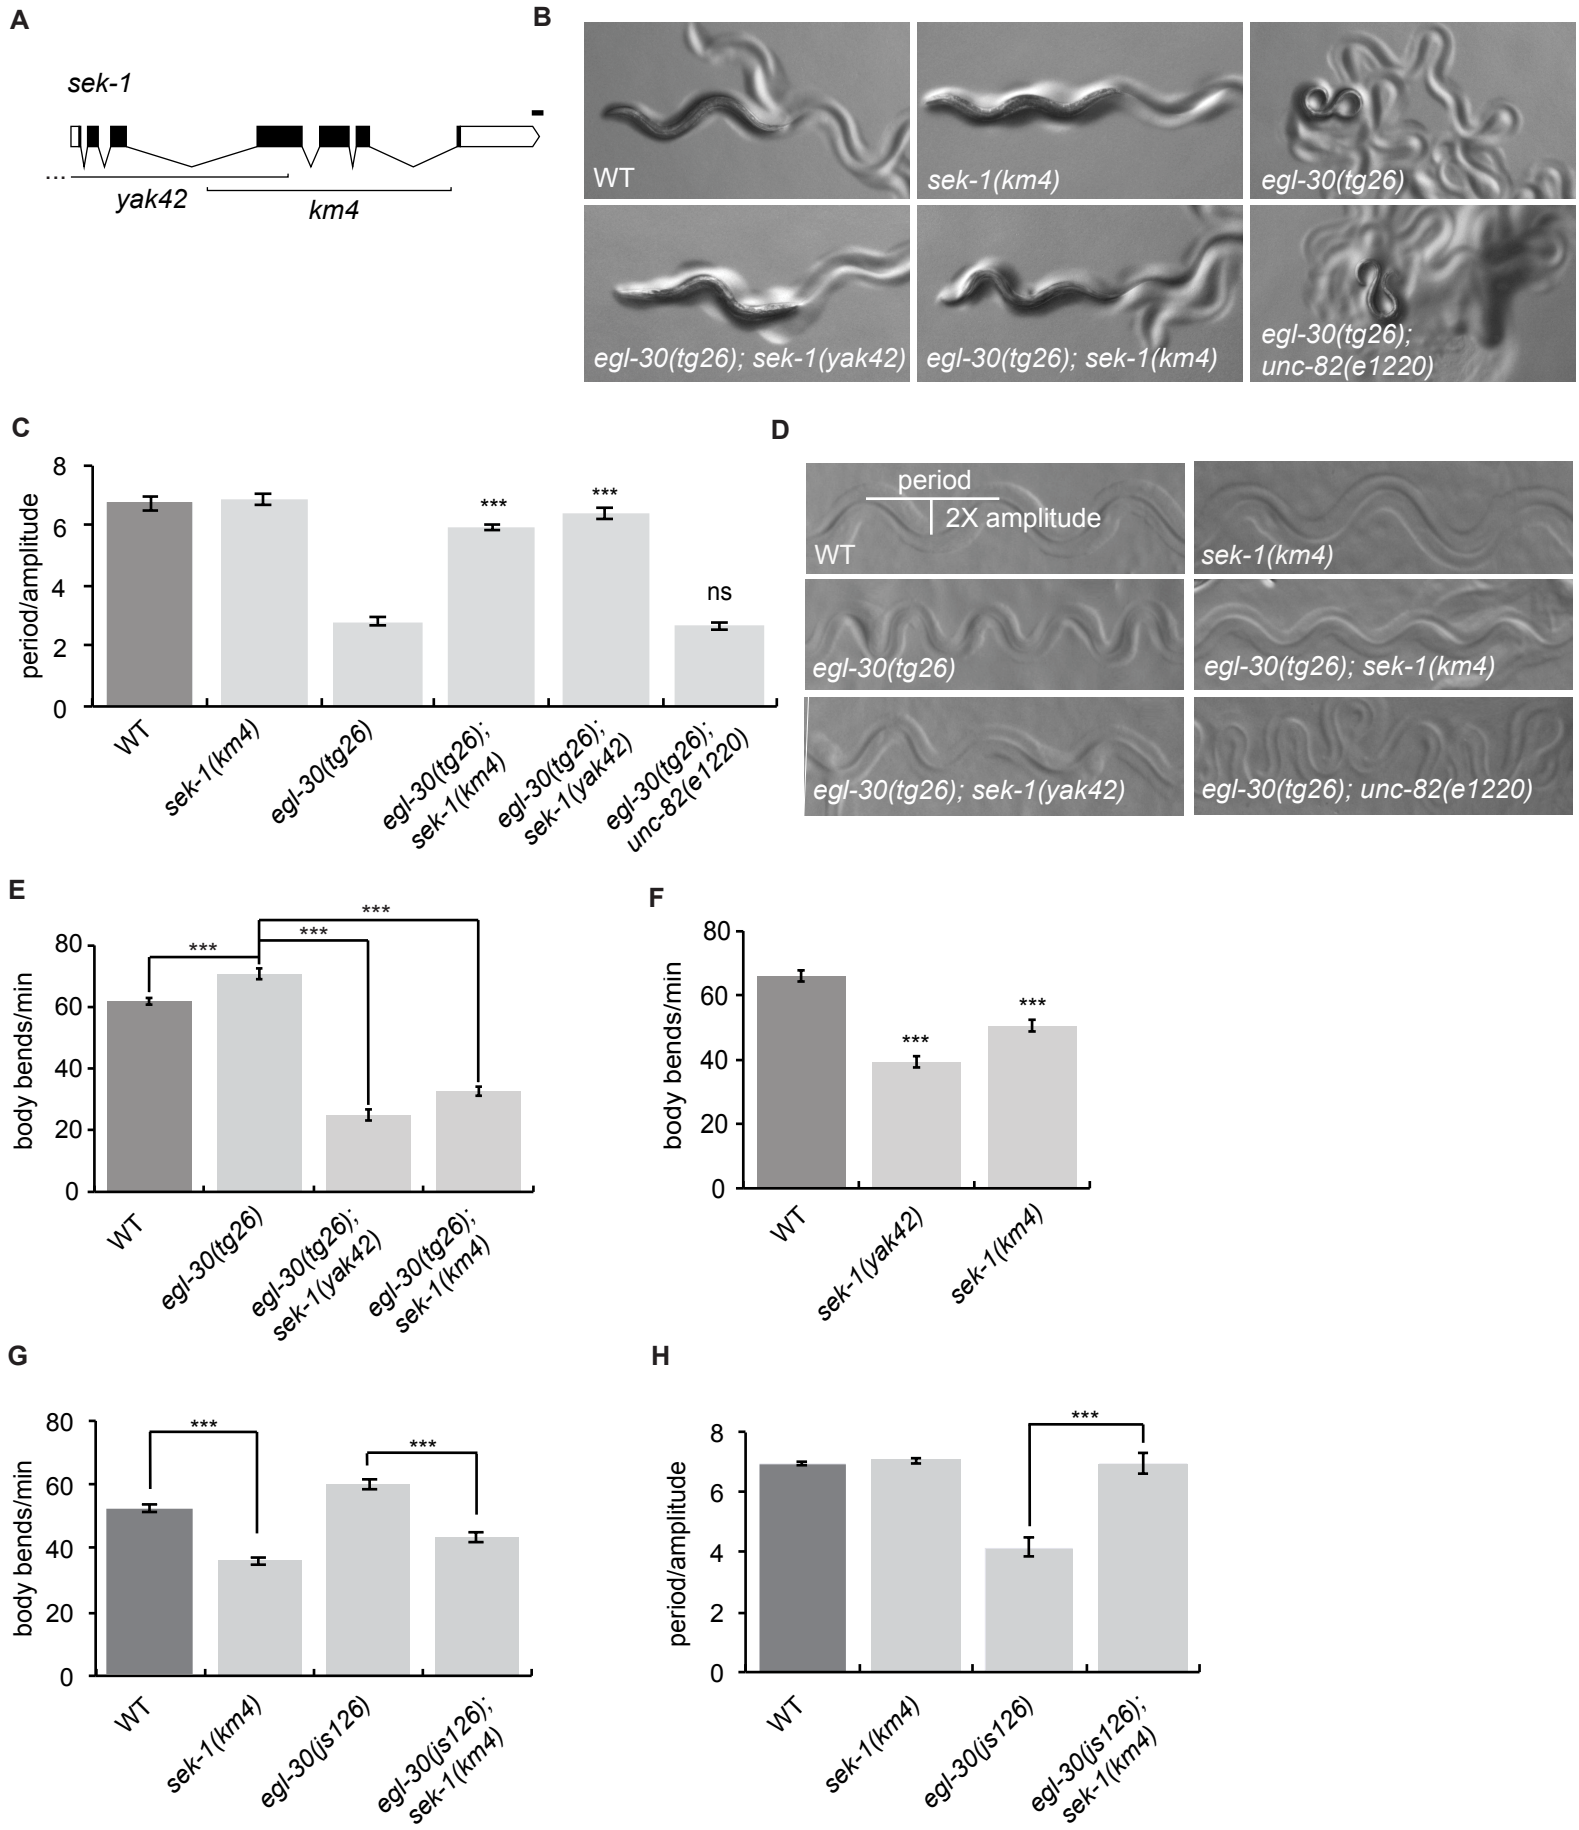 A
sek-1
...
yak42
km4
B
WT
sek-1(km4)
egl-30(tg26)
egl-30(tg26); sek-1(yak42)
egl-30(tg26); sek-1(km4)
egl-30(tg26);
unc-82(e1220)
C
period/amplitude
8
6
4
2
0
***
***
ns
WT
sek-1(km4)
egl-30(tg26)
egl-30(tg26);
sek-1(km4)
egl-30(tg26);
sek-1(yak42)
egl-30(tg26);
unc-82(e1220)
D
period
2X amplitude
WT
sek-1(km4)
egl-30(tg26)
egl-30(tg26); sek-1(km4)
egl-30(tg26); sek-1(yak42)
egl-30(tg26); unc-82(e1220)
E
body bends/min
80
60
40
20
0
***
***
***
WT
egl-30(tg26)
egl-30(tg26);
sek-1(yak42)
egl-30(tg26);
sek-1(km4)
F
body bends/min
80
60
40
20
0
***
***
WT
sek-1(yak42)
sek-1(km4)
G
body bends/min
80
60
40
20
0
***
***
WT
sek-1(km4)
egl-30(js126)
egl-30(js126);
sek-1(km4)
H
period/amplitude
8
6
4
2
0
***
WT
sek-1(km4)
egl-30(js126)
egl-30(js126);
sek-1(km4)